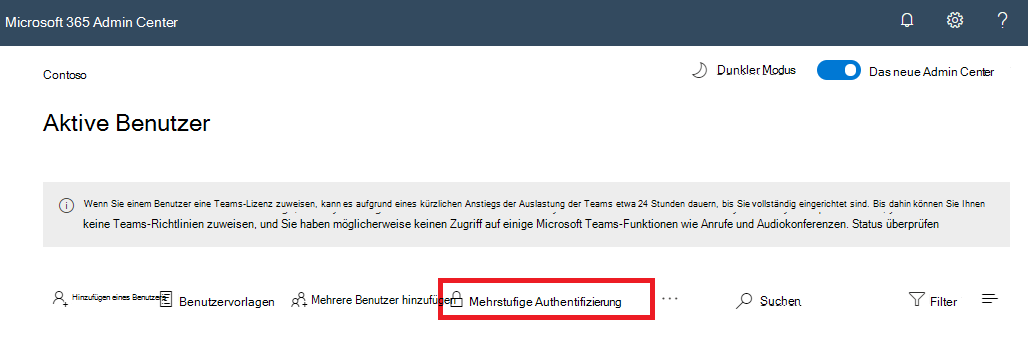 Microsoft 365 Admin Center
Contoso
Dunkler Modus
Das neue Admin Center
Aktive Benutzer
Wenn Sie einem Benutzer eine Teams-Lizenz zuweisen, kann es aufgrund eines kürzlichen Anstiegs der Auslastung der Teams etwa 24 Stunden dauern, bis Sie vollständig eingerichtet sind. Bis dahin können Sie Ihnen
keine Teams-Richtlinien zuweisen, und Sie haben möglicherweise keinen Zugriff auf einige Microsoft Teams-Funktionen wie Anrufe und Audiokonferenzen. Status überprüfen
Hinzufügen eines Benutzers
Benutzervorlagen
Mehrere Benutzer hinzufügen
Mehrstufige Authentifizierung
Suchen
Filter